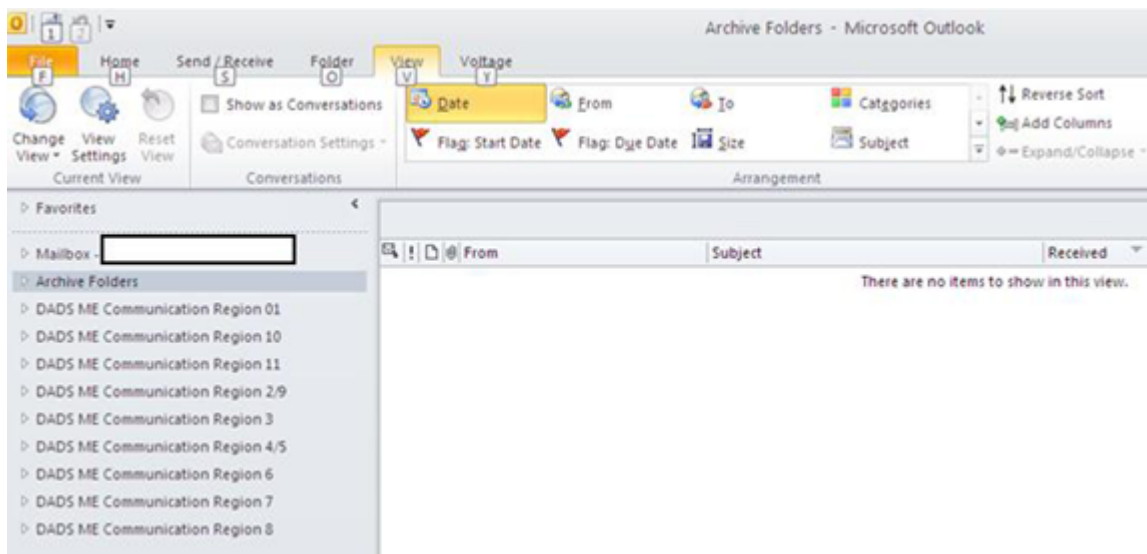 O 1 2
Archive Folders - Microsoft Outlook
File Home Send / Receive Folder View Voltage
F H S O V Y
Date From To Categories Reverse Sort
Show as Conversations
Add Columns
Change View View Settings Reset View
Conversation Settings
Flag: Start Date Flag: Due Date Size Subject
Expand/Collapse
Current View Conversations Arrangement
Favorites
Mailbox -
! @ From Subject Received
Archive Folders
There are no items to show in this view.
DADS ME Communication Region 01
DADS ME Communication Region 10
DADS ME Communication Region 11
DADS ME Communication Region 2/9
DADS ME Communication Region 3
DADS ME Communication Region 4/5
DADS ME Communication Region 6
DADS ME Communication Region 7
DADS ME Communication Region 8